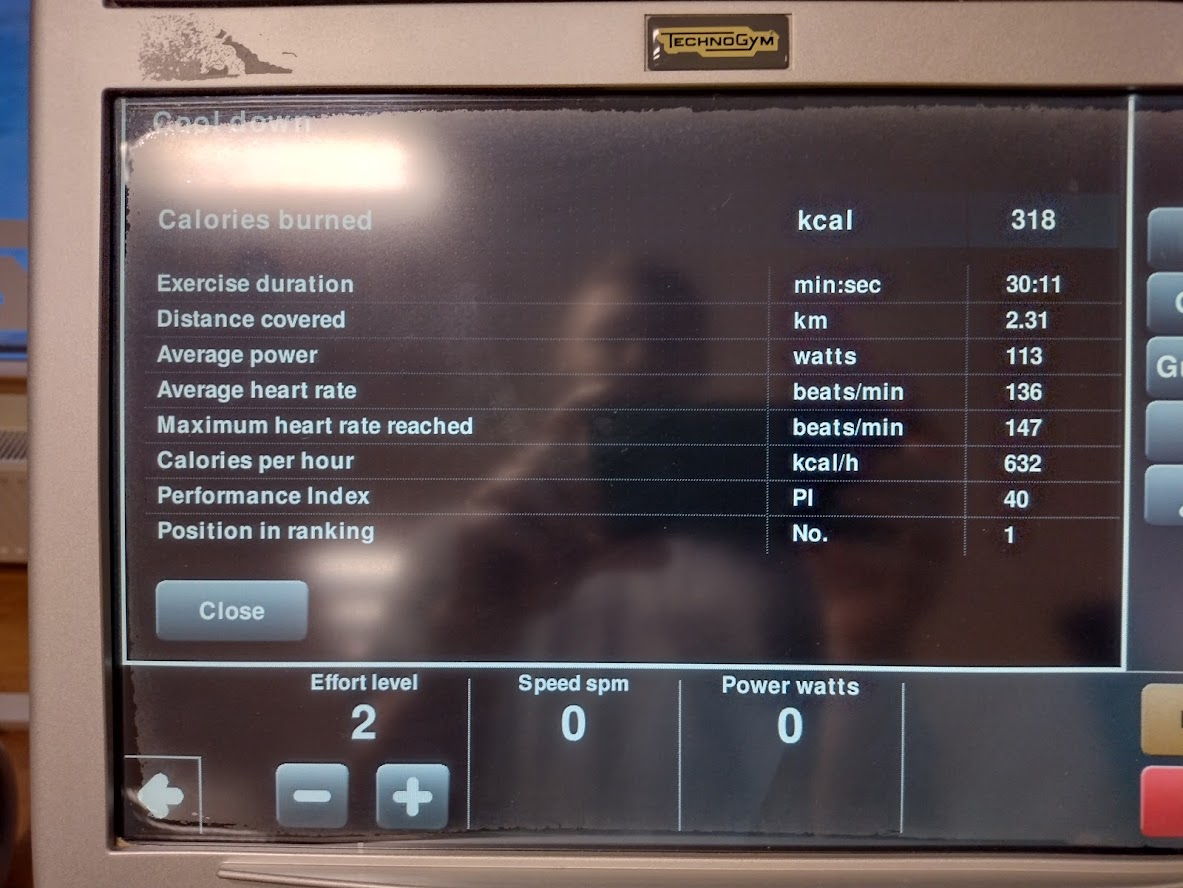 TECHNOGYM
Cool down
Calories burned kcal 318
Exercise duration min:sec 30:11
Distance covered km 2.31
Average power watts 113
Average heart rate beats/min 136
Maximum heart rate reached beats/min 147
Calories per hour kcal/h 632
Performance Index PI 40
Position in ranking No. 1
Close
Effort level Speed spm Power watts
2 0 0